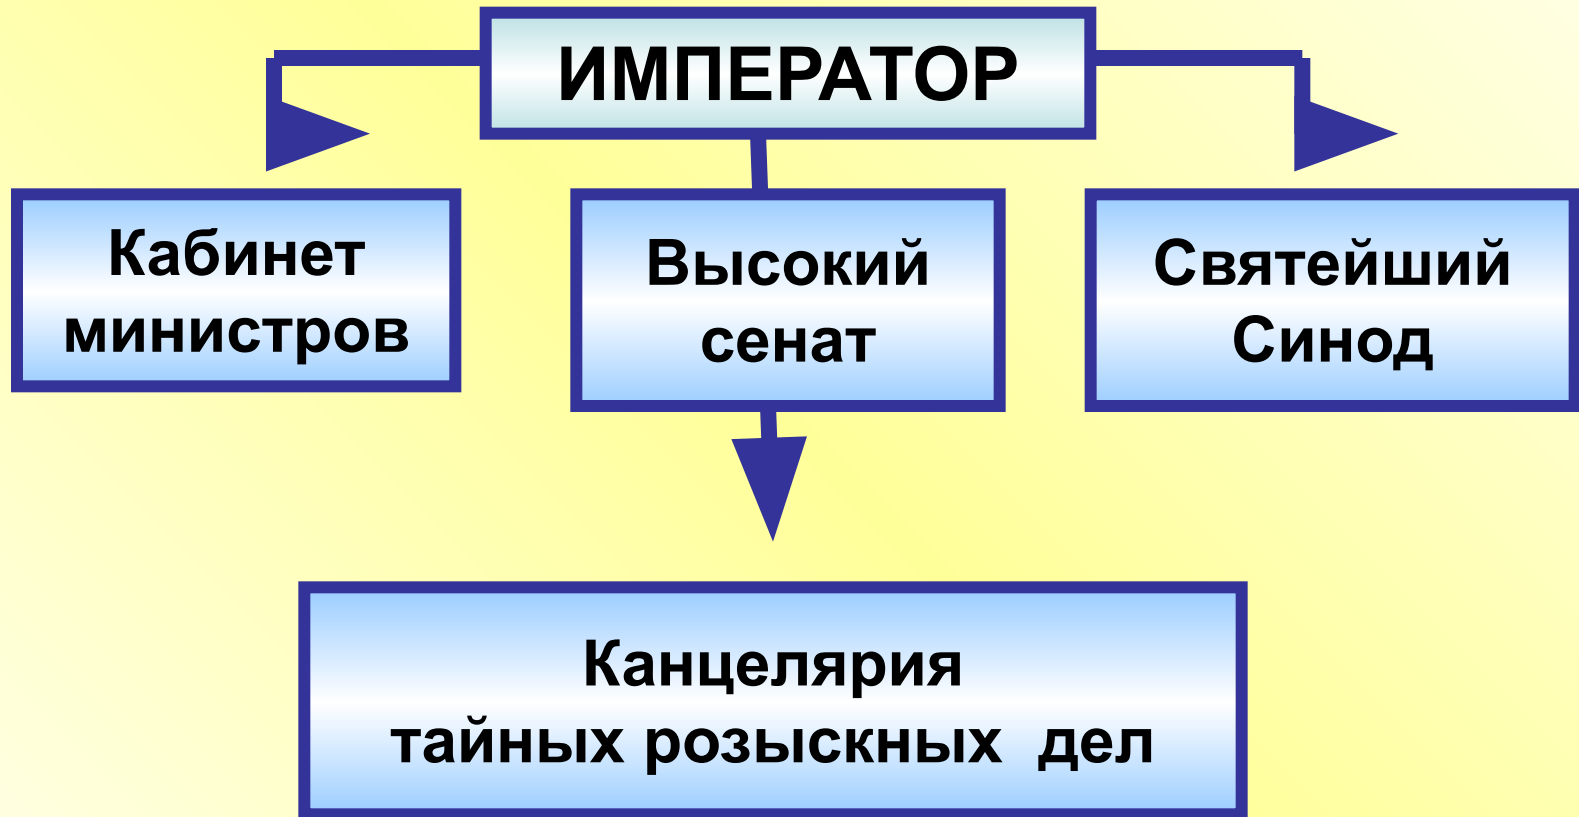 ИМПЕРАТОР
Кабинет
министров
Высокий
сенат
Святейший
Синод
Канцелярия
тайных розыскных  дел